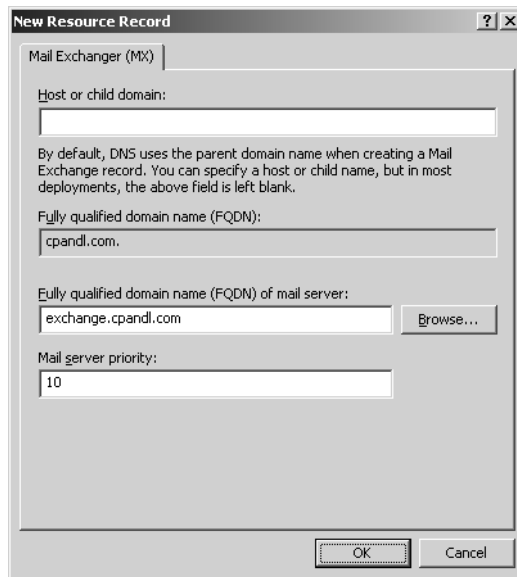 New Resource Record
Mail Exchanger (MX)
Host or child domain:
By default, DNS uses the parent domain name when creating a Mail
Exchange record. You can specify a host or child name, but in most
deployments, the above field is left blank.
Fully qualified domain name (FQDN):
cpandl.com.
Fully qualified domain name (FQDN) of mail server:
exchange.cpandl.com
Browse...
Mail server priority:
10
OK
Cancel